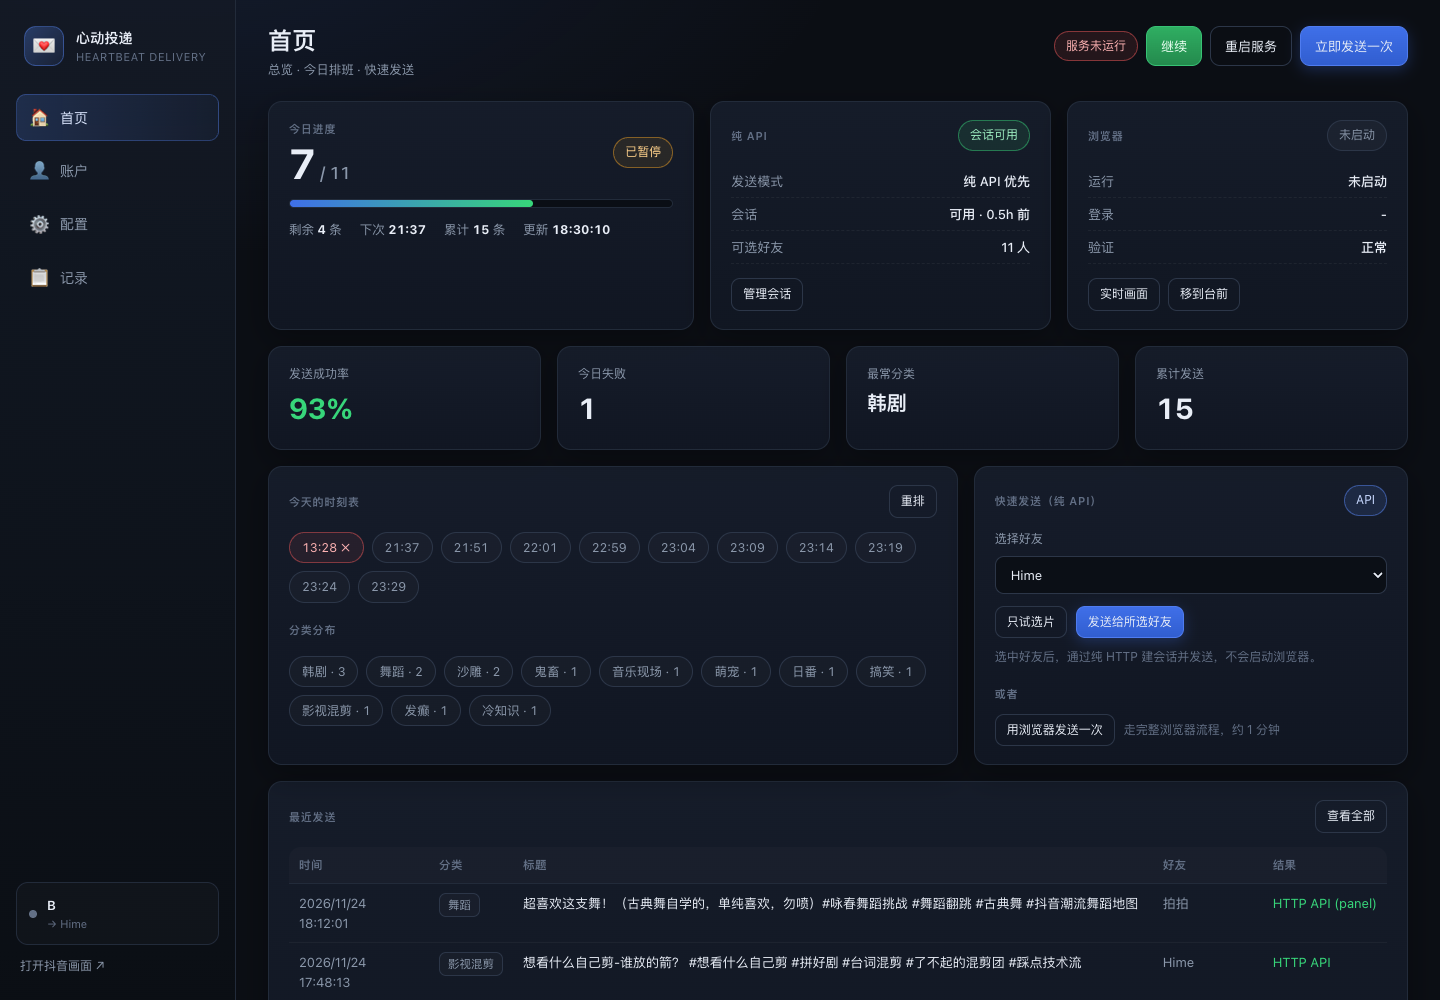 心动投递
HEARTBEAT DELIVERY
首页
账户
配置
记录
B
→ Hime
打开抖音画面 ↗
首页
总览 · 今日排班 · 快速发送
服务未运行
继续
重启服务
立即发送一次
今日进度
7 / 11
已暂停
剩余 4 条 下次 21:37 累计 15 条 更新 18:30:10
纯 API
会话可用
发送模式 纯 API 优先
会话 可用 · 0.5h 前
可选好友 11 人
管理会话
浏览器
未启动
运行 未启动
登录 -
验证 正常
实时画面 移到台前
发送成功率
93%
今日失败
1
最常分类
韩剧
累计发送
15
今天的时刻表
重排
13:28 × 21:37 21:51 22:01 22:59 23:04 23:09 23:14 23:19
23:24 23:29
分类分布
韩剧 · 3 舞蹈 · 2 沙雕 · 2 鬼畜 · 1 音乐现场 · 1 萌宠 · 1 日番 · 1 搞笑 · 1
影视混剪 · 1 发癫 · 1 冷知识 · 1
快速发送（纯 API）
API
选择好友
Hime
只试选片 发送给所选好友
选中好友后，通过纯 HTTP 建会话并发送，不会启动浏览器。
或者
用浏览器发送一次 走完整浏览器流程，约 1 分钟
最近发送
查看全部
时间 分类 标题 好友 结果
2026/11/24 舞蹈 超喜欢这支舞！（古典舞自学的，单纯喜欢，勿喷）#咏春舞蹈挑战 #舞蹈翻跳 #古典舞 #抖音潮流舞蹈地图 拍拍 HTTP API (panel)
18:12:01
2026/11/24 影视混剪 想看什么自己剪-谁放的箭？ #想看什么自己剪 #拼好剧 #台词混剪 #了不起的混剪团 #踩点技术流 Hime HTTP API
17:48:13